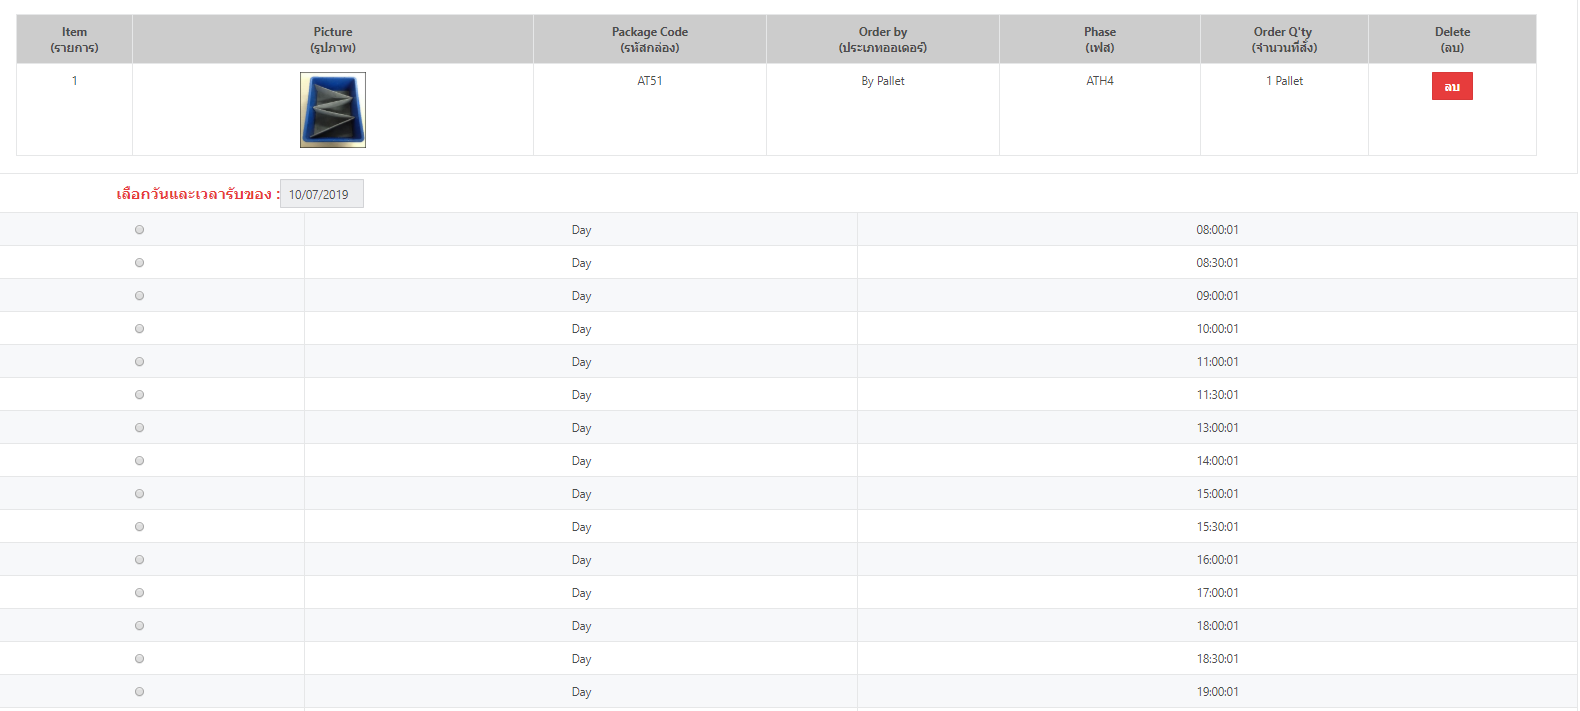 Item Picture Package Code Order by Phase Order Q'ty Delete
(รายการ) (รูปภาพ) (รหัสกล่อง) (ประเภทออเดอร์) (เฟส) (จำนวนที่สั่ง) (ลบ)
1 AT51 By Pallet ATH4 1 Pallet ลบ
เลือกวันและเวลารับของ : 10/07/2019
Day 08:00:01
Day 08:30:01
Day 09:00:01
Day 10:00:01
Day 11:00:01
Day 11:30:01
Day 13:00:01
Day 14:00:01
Day 15:00:01
Day 15:30:01
Day 16:00:01
Day 17:00:01
Day 18:00:01
Day 18:30:01
Day 19:00:01